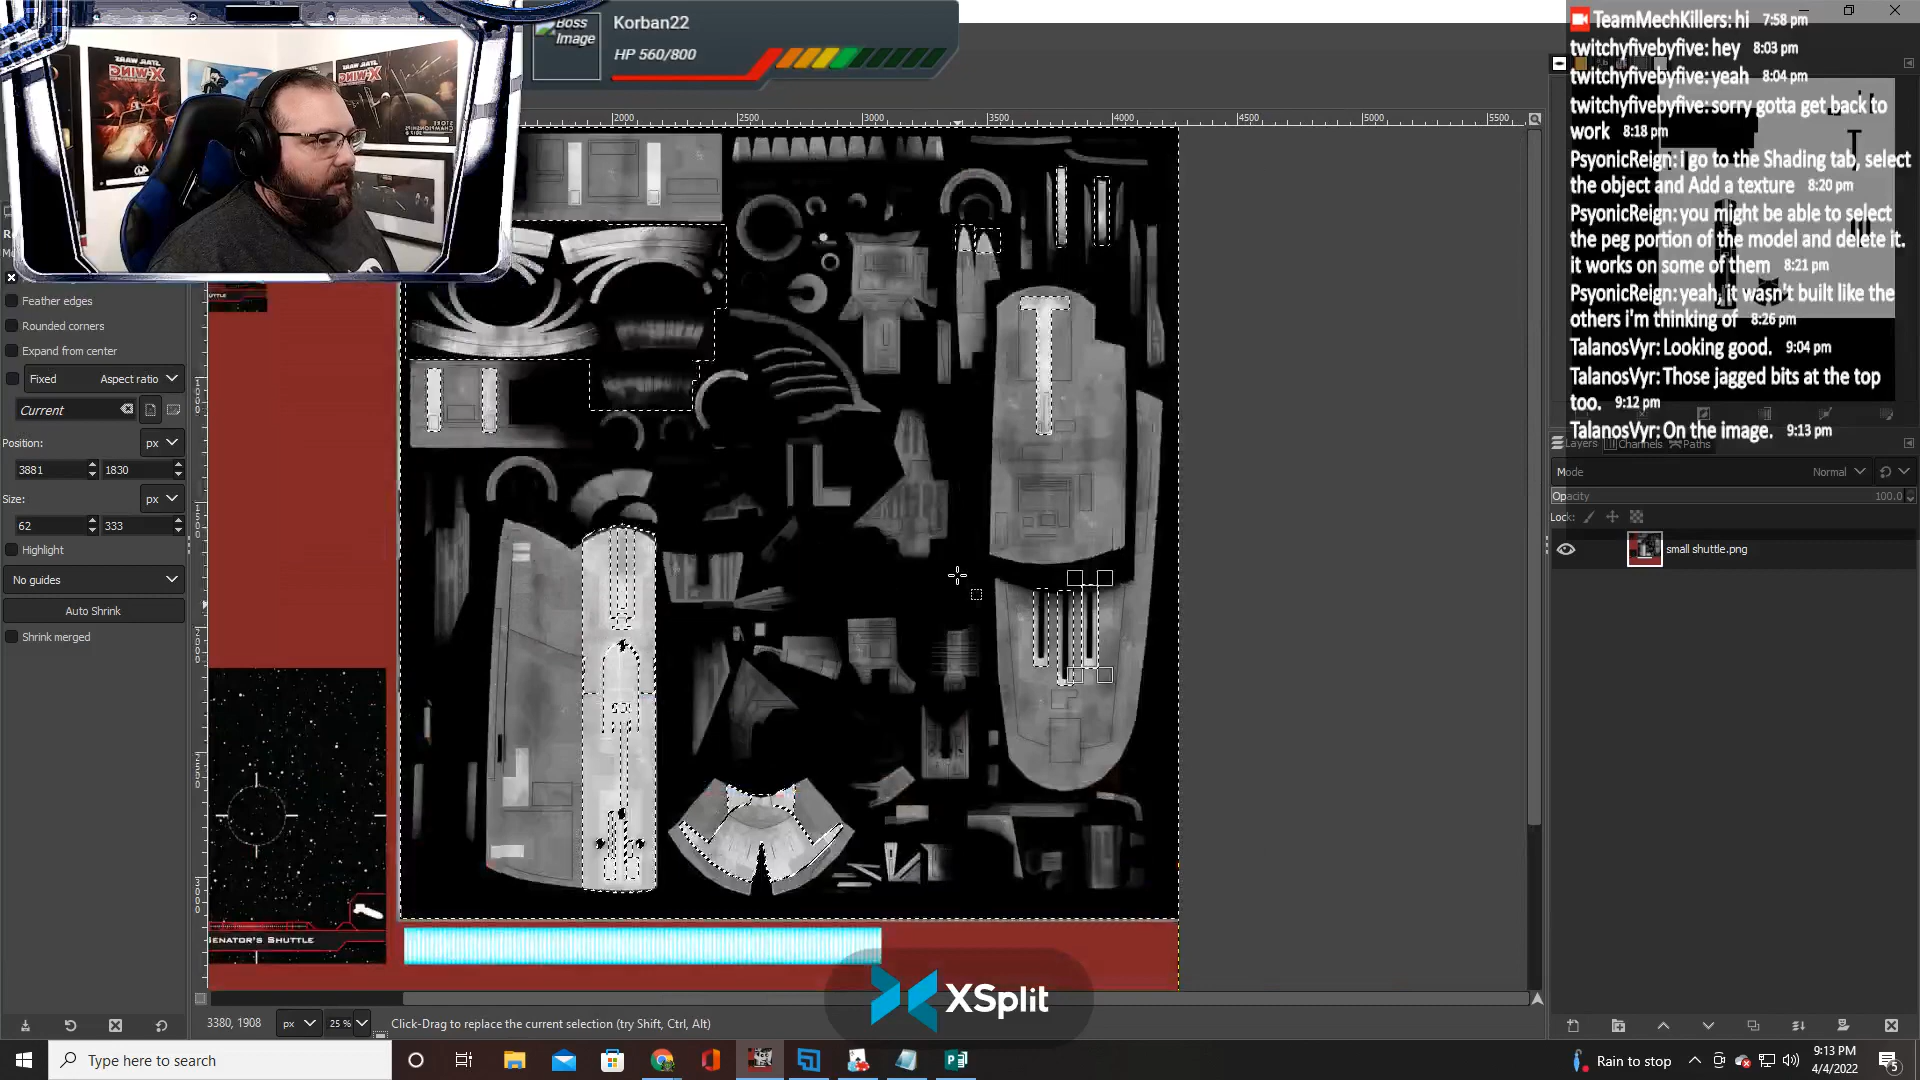 Boss
Image
Korban22
HP 560/800
TeamMechKillers: hi 7:58 pm
twitchyfivebyfive: hey 8:03 pm
twitchyfivebyfive: yeah 8:04 pm
twitchyfivebyfive: sorry gotta get back to
work 8:18 pm
PsyonicReign: i go to the Shading tab, select
the object and Add a texture 8:20 pm
PsyonicReign: you might be able to select
the peg portion of the model and delete it.
it works on some of them 8:21 pm
PsyonicReign: yeah, it wasn't built like the
others i'm thinking of 8:26 pm
TalanosVyr: Looking good. 9:04 pm
TalanosVyr: Those jagged bits at the top
too. 9:12 pm
TalanosVyr: On the image. 9:13 pm
2000 2500 3000 3500 4000 4500 5000 5500
Feather edges
Rounded corners
Expand from center
Fixed Aspect ratio
Current
Position: px
3881 1830
Size: px
62 333
Highlight
No guides
Auto Shrink
Shrink merged
Layers Channels Paths
Mode Normal
Opacity 100.0
Lock:
small shuttle.png
ENATOR'S SHUTTLE
XSplit
3380, 1908 px 25 % Click-Drag to replace the current selection (try Shift, Ctrl, Alt)
Type here to search
Rain to stop
9:13 PM
4/4/2022
5